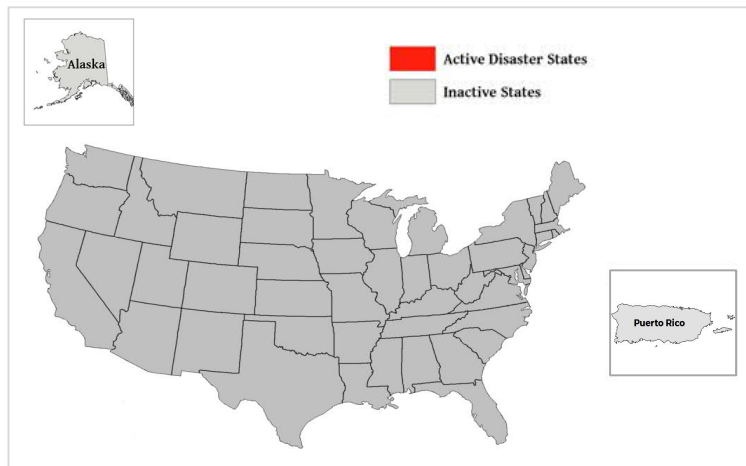 Alaska
Active Disaster States
Inactive States
Puerto Rico